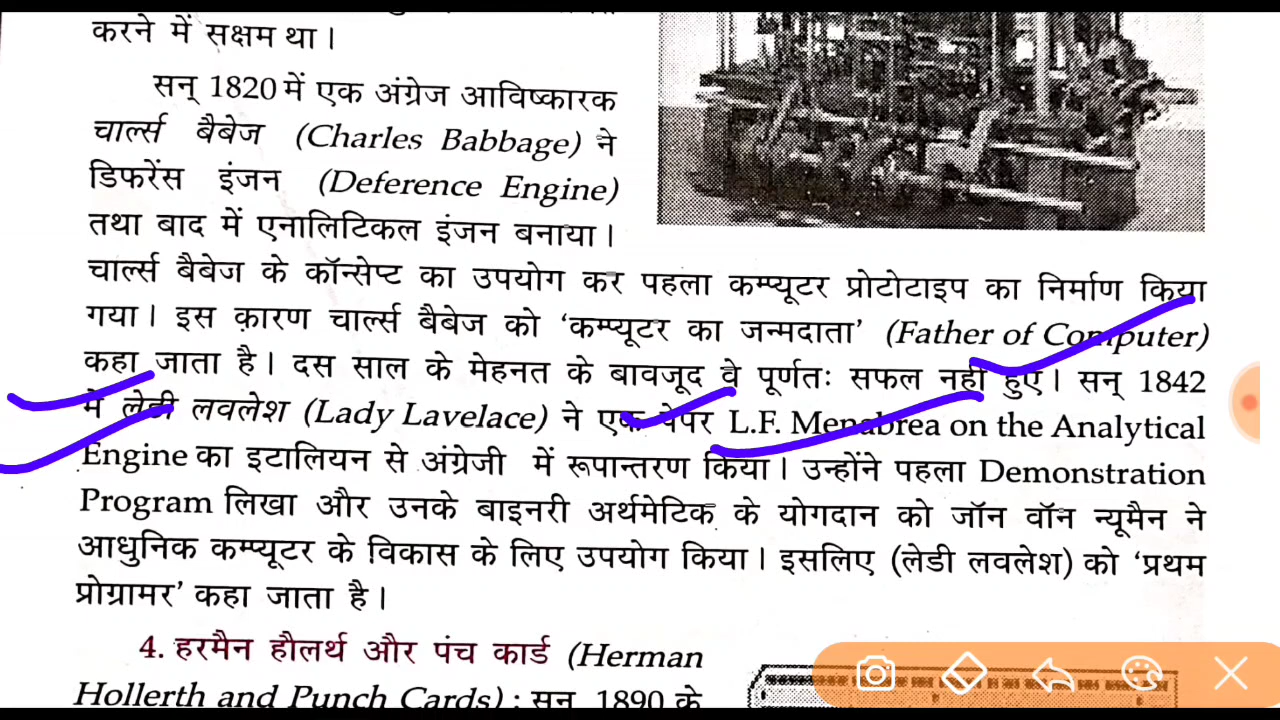 करने में सक्षम था।
सन् 1820 में एक अंग्रेज आविष्कारक
चार्ल्स बैबेज (Charles Babbage) ने
डिफरेंस इंजन (Deference Engine)
तथा बाद में एनालिटिकल इंजन बनाया।
चार्ल्स बैबेज के कॉन्सेप्ट का उपयोग कर पहला कम्प्यूटर प्रोटोटाइप का निर्माण किया
गया। इस कारण चार्ल्स बैबेज को ‘कम्प्यूटर का जन्मदाता’ (Father of Computer)
कहा जाता है। दस साल के मेहनत के बावजूद वे पूर्णतः सफल नहीं हुए। सन् 1842
में लेडी लवलेश (Lady Lavelace) ने एक पेपर L.F. Menabrea on the Analytical
Engine का इटालियन से अंग्रेजी में रूपान्तरण किया। उन्होंने पहला Demonstration
Program लिखा और उनके बाइनरी अर्थमेटिक के योगदान को जॉन वॉन न्यूमैन ने
आधुनिक कम्प्यूटर के विकास के लिए उपयोग किया। इसलिए (लेडी लवलेश) को ‘प्रथम
प्रोग्रामर’ कहा जाता है।
4. हरमैन हौलर्थ और पंच कार्ड (Herman
Hollerth and Punch Cards) : सन् 1890 के